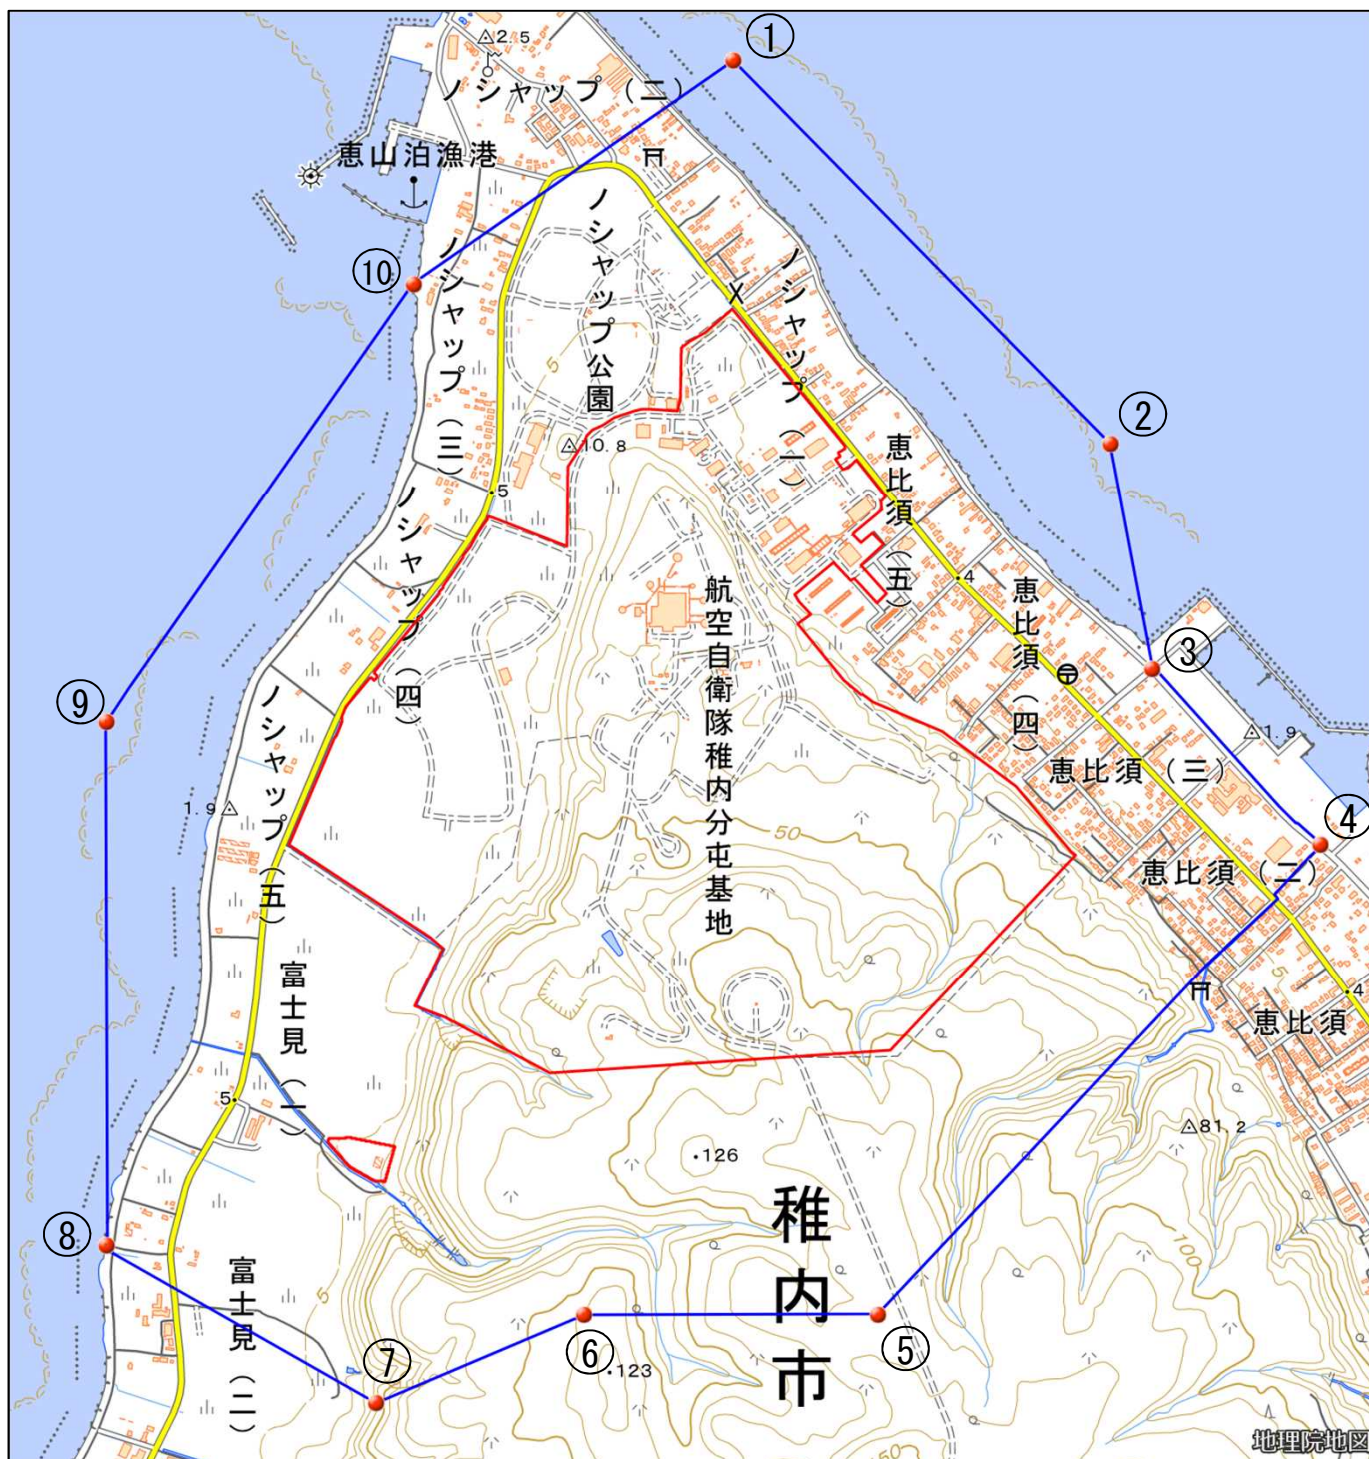 ①
2.5
ノシャップ（二）
恵山泊漁港
ノシャップ公園
⑩
ノシャップ（三）
ノシャップ（一）
②
10.8
5
恵比須（五）
5
ノシャップ（四）
航空自衛隊稚内分屯基地
4
恵比須（四）
③
⑨
ノシャップ（五）
1.9
恵比須（三）
1.9
④
50
恵比須（二）
富士見（一）
5
4
恵比須
5
81.2
126
稚内市
⑧
100
富士見（二）
5
⑦
⑥
⑤
123
50
地理院地図